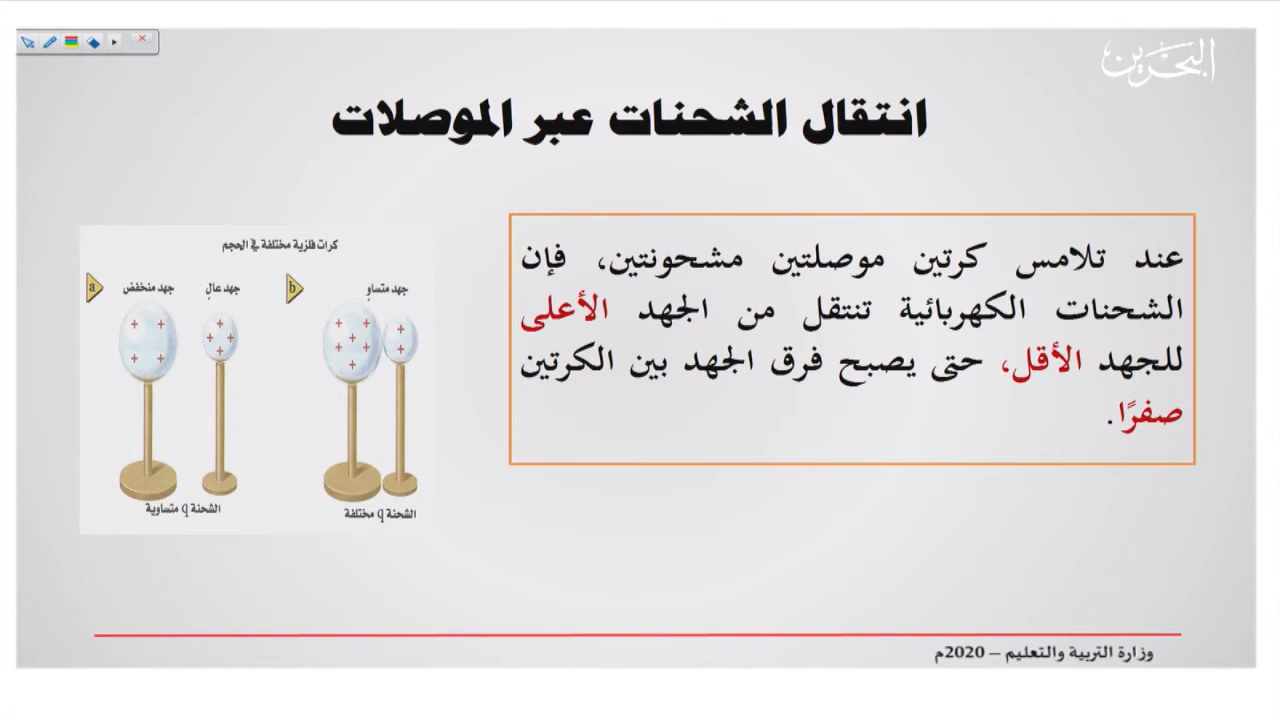 البحرين
انتقال الشحنات عبر الموصلات
عند تلامس كرتين موصلتين مشحونتين، فإن
الشحنات الكهربائية تنتقل من الجهد الأعلى
للجهد الأقل، حتى يصبح فرق الجهد بين الكرتين
صفرًا.
كرات فلزية مختلفة في الحجم
a
جهد منخفض
جهد عالٍ
b
جهد متساوٍ
الشحنة q متساوية
الشحنة q مختلفة
وزارة التربية والتعليم – 2020م